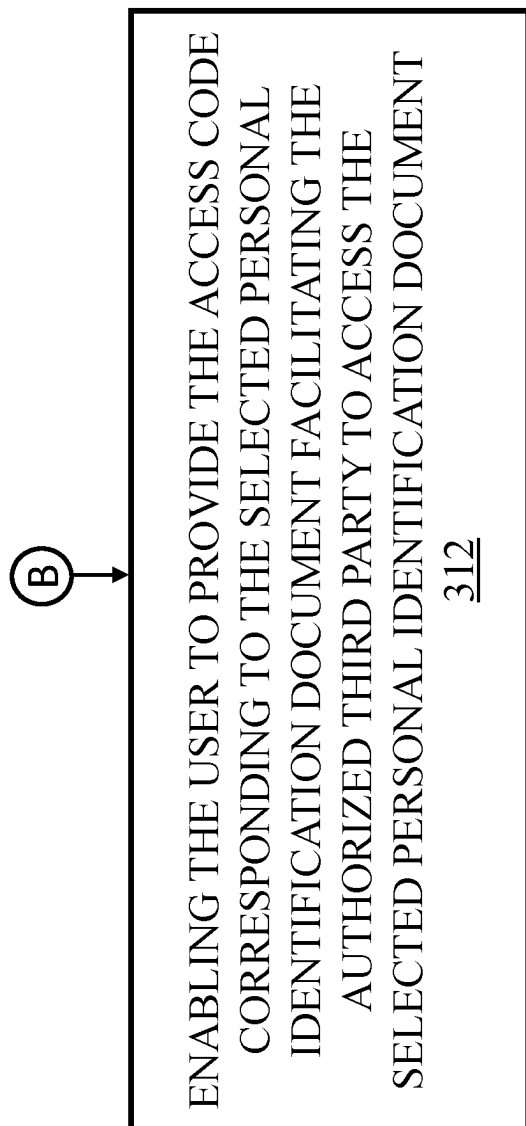 B
ENABLING THE USER TO PROVIDE THE ACCESS CODE
CORRESPONDING TO THE SELECTED PERSONAL
IDENTIFICATION DOCUMENT FACILITATING THE
AUTHORIZED THIRD PARTY TO ACCESS THE
SELECTED PERSONAL IDENTIFICATION DOCUMENT
312